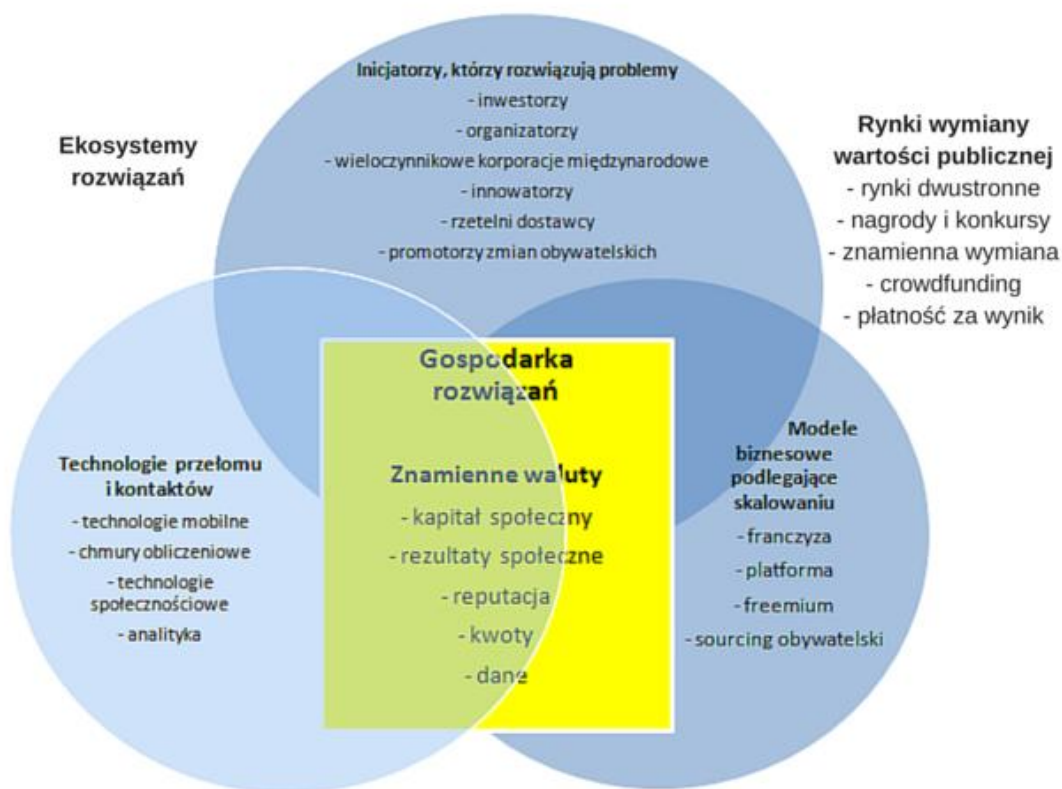 Inicjatorzy, którzy rozwiązują problemy
- inwestorzy
- organizatorzy
- wieloczynnikowe korporacje międzynarodowe
- innowatorzy
- rzetelni dostawcy
- promotorzy zmian obywatelskich
Ekosystemy
rozwiązań
Rynki wymiany
wartości publicznej
- rynki dwustronne
- nagrody i konkursy
- znamienna wymiana
- crowdfunding
- płatność za wynik
Gospodarka
rozwiązań
Znamienne waluty
- kapitał społeczny
- rezultaty społeczne
- reputacja
- kwoty
- dane
Technologie przełomu
i kontaktów
- technologie mobilne
- chmury obliczeniowe
- technologie
społecznościowe
- analityka
Modele
biznesowe
podlegające
skalowaniu
- franczyza
- platforma
- freemium
- sourcing obywatelski